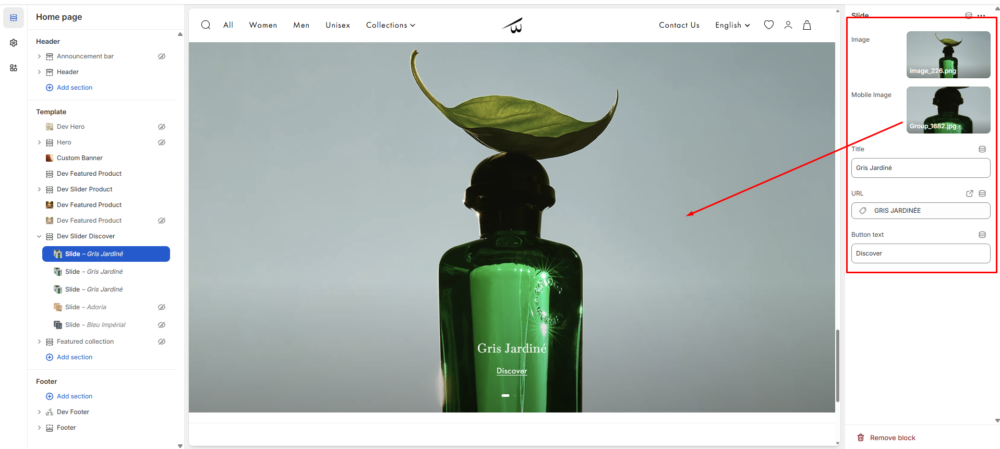 Home page
Header
Announcement bar
Header
Add section
Template
Dev Hero
Hero
Custom Banner
Dev Featured Product
Dev Slider Product
Dev Featured Product
Dev Featured Product
Dev Slider Discover
Slide – Gris Jardiné
Slide – Gris Jardiné
Slide – Gris Jardiné
Slide – Adoria
Slide – Bleu Impérial
Featured collection
Add section
Footer
Add section
Dev Footer
Footer
All Women Men Unisex Collections
Contact Us English
Gris Jardiné
Discover
Slide
Image
image_226.png
Mobile Image
Group_1682.jpg
Title
Gris Jardiné
URL
GRIS JARDINÉE
Button text
Discover
Remove block